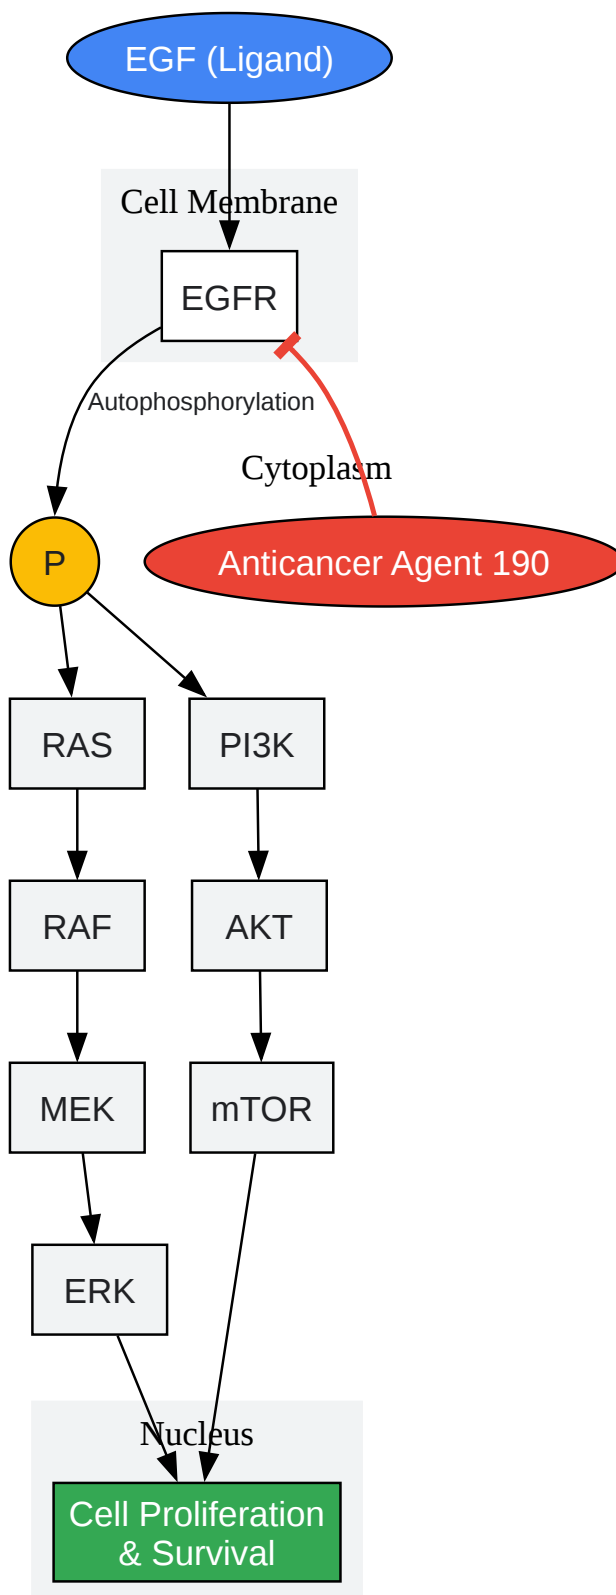 EGF (Ligand)
Cell Membrane
EGFR
Autophosphorylation
Cytoplasm
P
Anticancer Agent 190
RAS
PI3K
RAF
AKT
MEK
mTOR
ERK
Nucleus
Cell Proliferation
& Survival